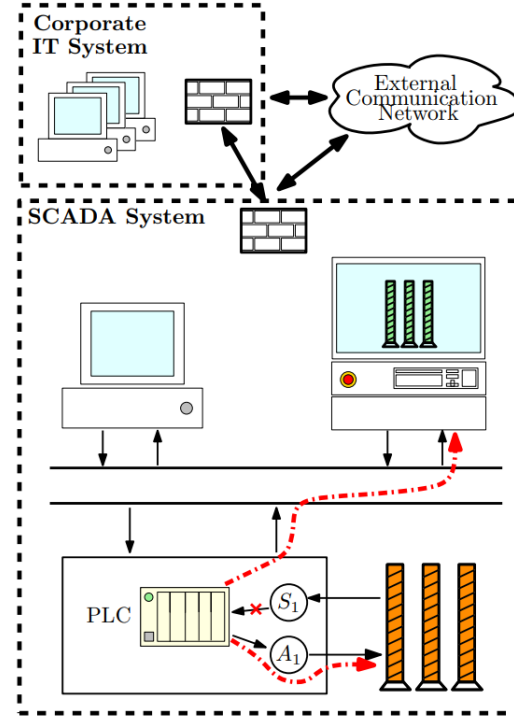 Corporate
IT System
External
Communication
Network
SCADA System
PLC
S₁
A₁